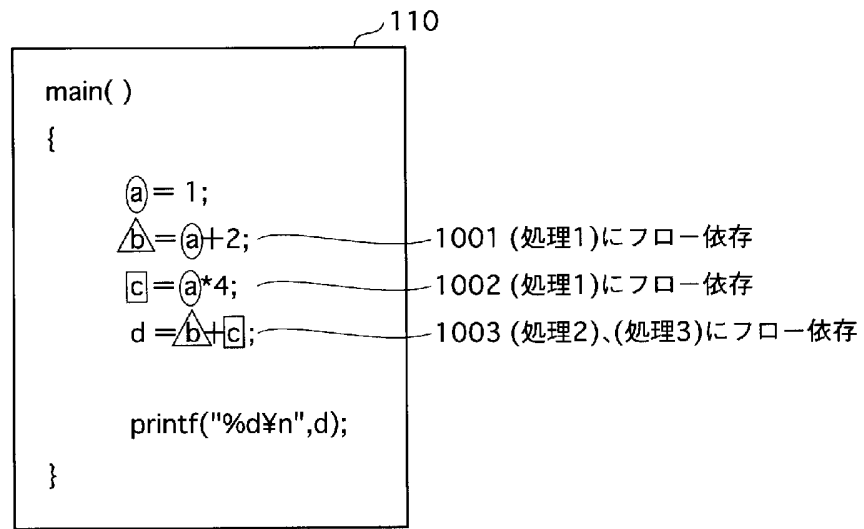 110
main( )
{
a = 1;
b = a+2; 1001 (処理1)にフロー依存
c = a*4; 1002 (処理1)にフロー依存
d = b+c; 1003 (処理2)、(処理3)にフロー依存
printf("%d¥n",d);
}